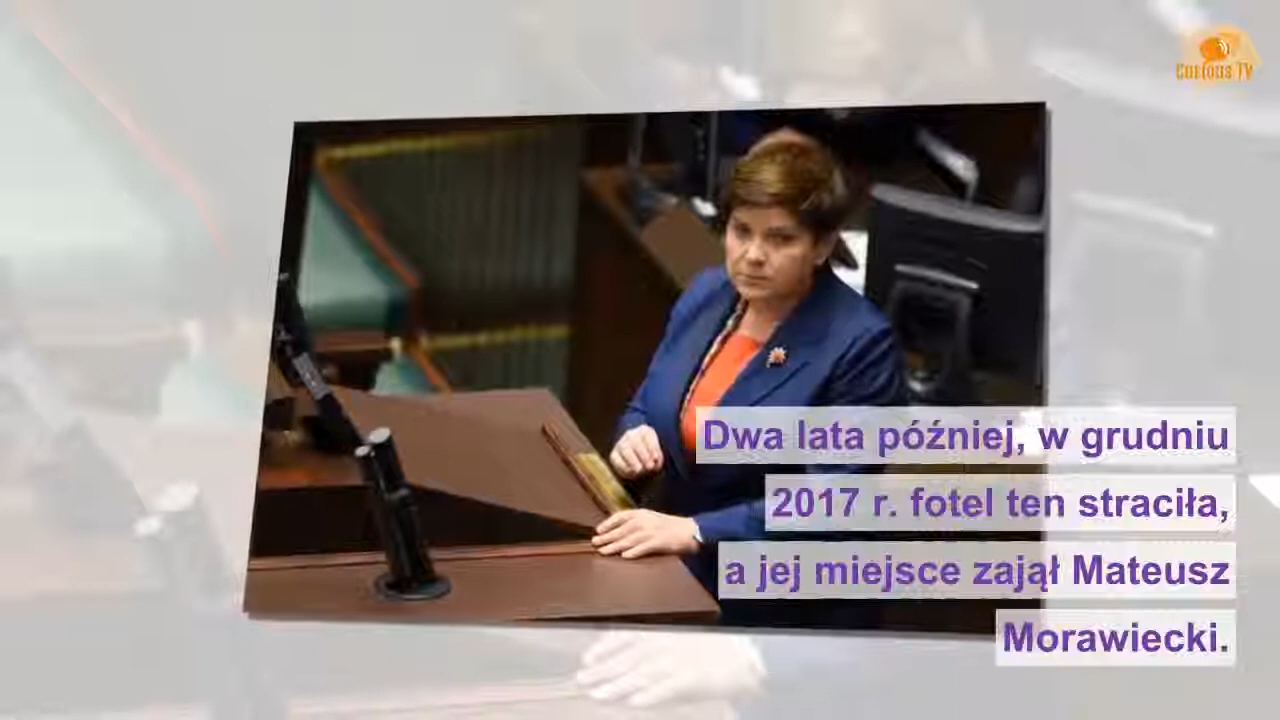 Curious TV
Dwa lata później, w grudniu
2017 r. fotel ten straciła,
a jej miejsce zajął Mateusz
Morawiecki.